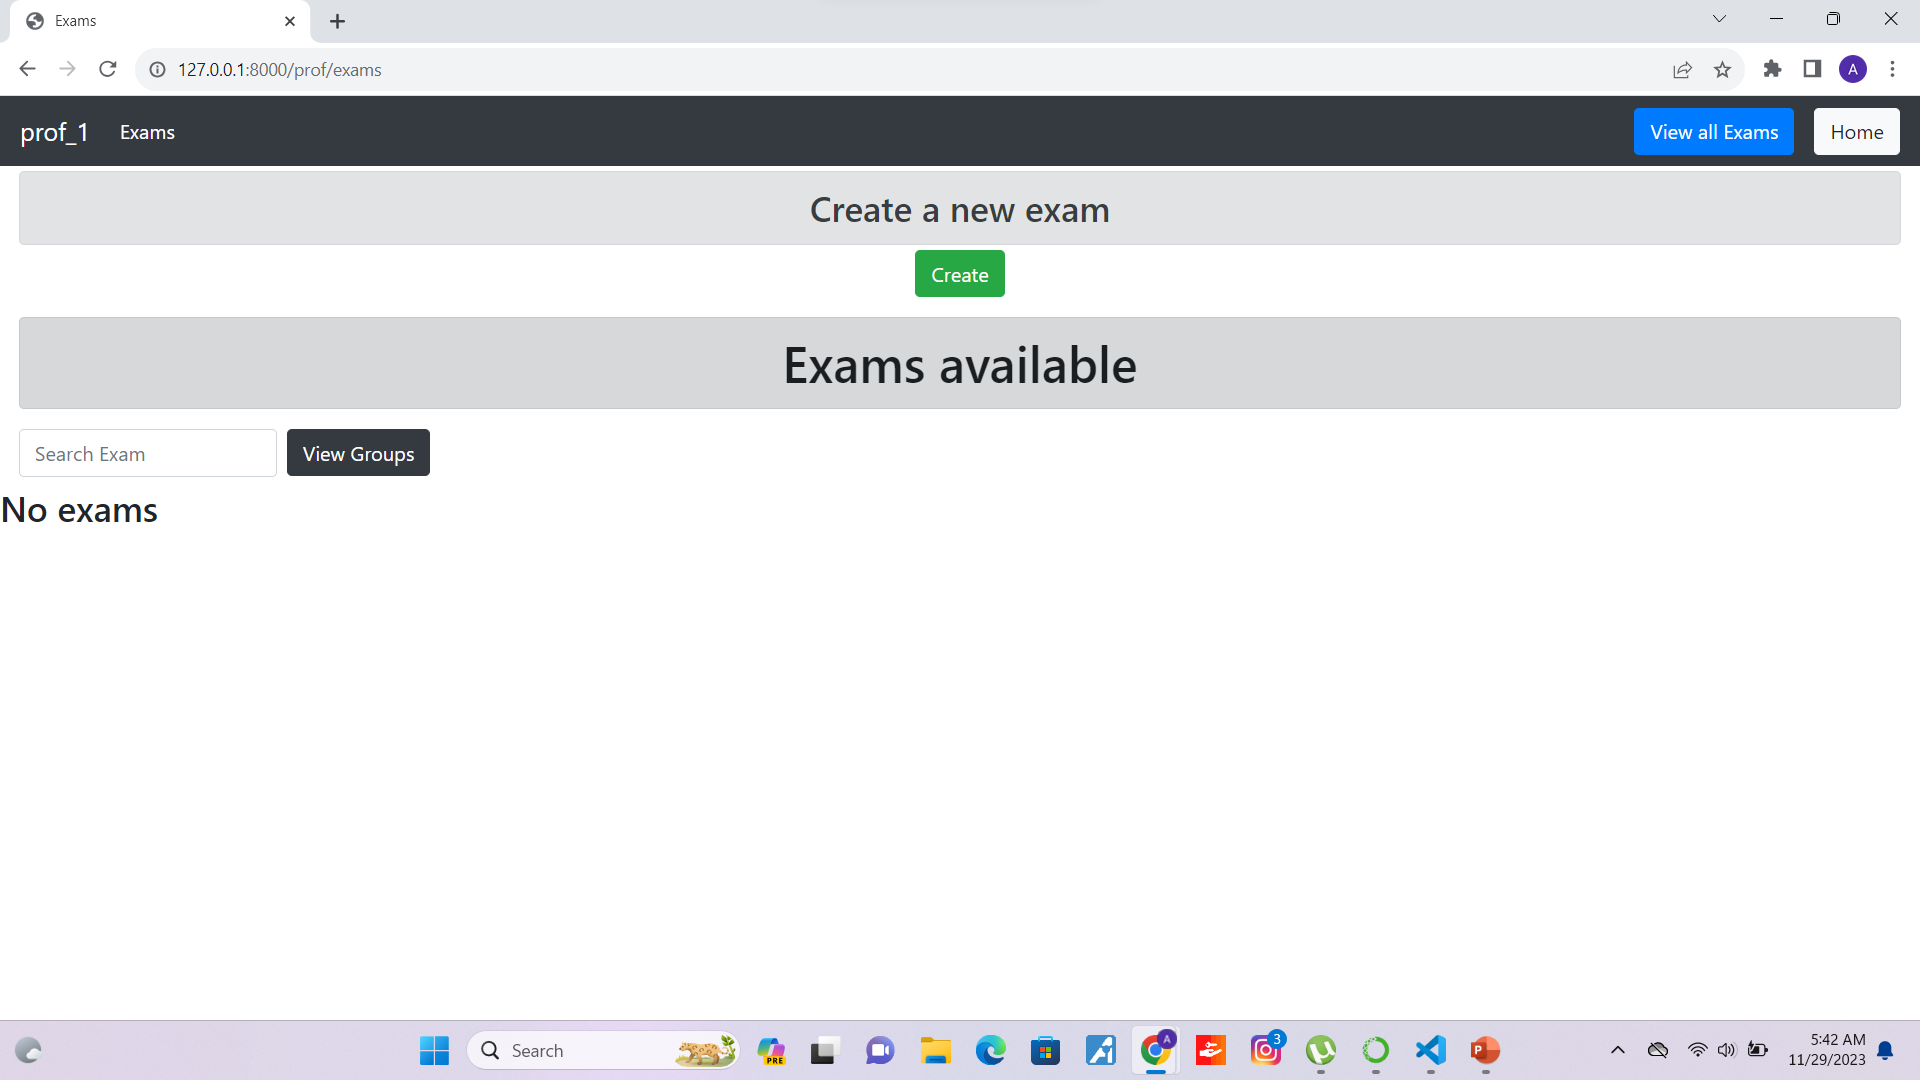 Exams
127.0.0.1:8000/prof/exams
A
prof_1
Exams
View all Exams
Home
Create a new exam
Create
Exams available
Search Exam
View Groups
No exams
Search
PRE
A
3
P
5:42 AM
11/29/2023